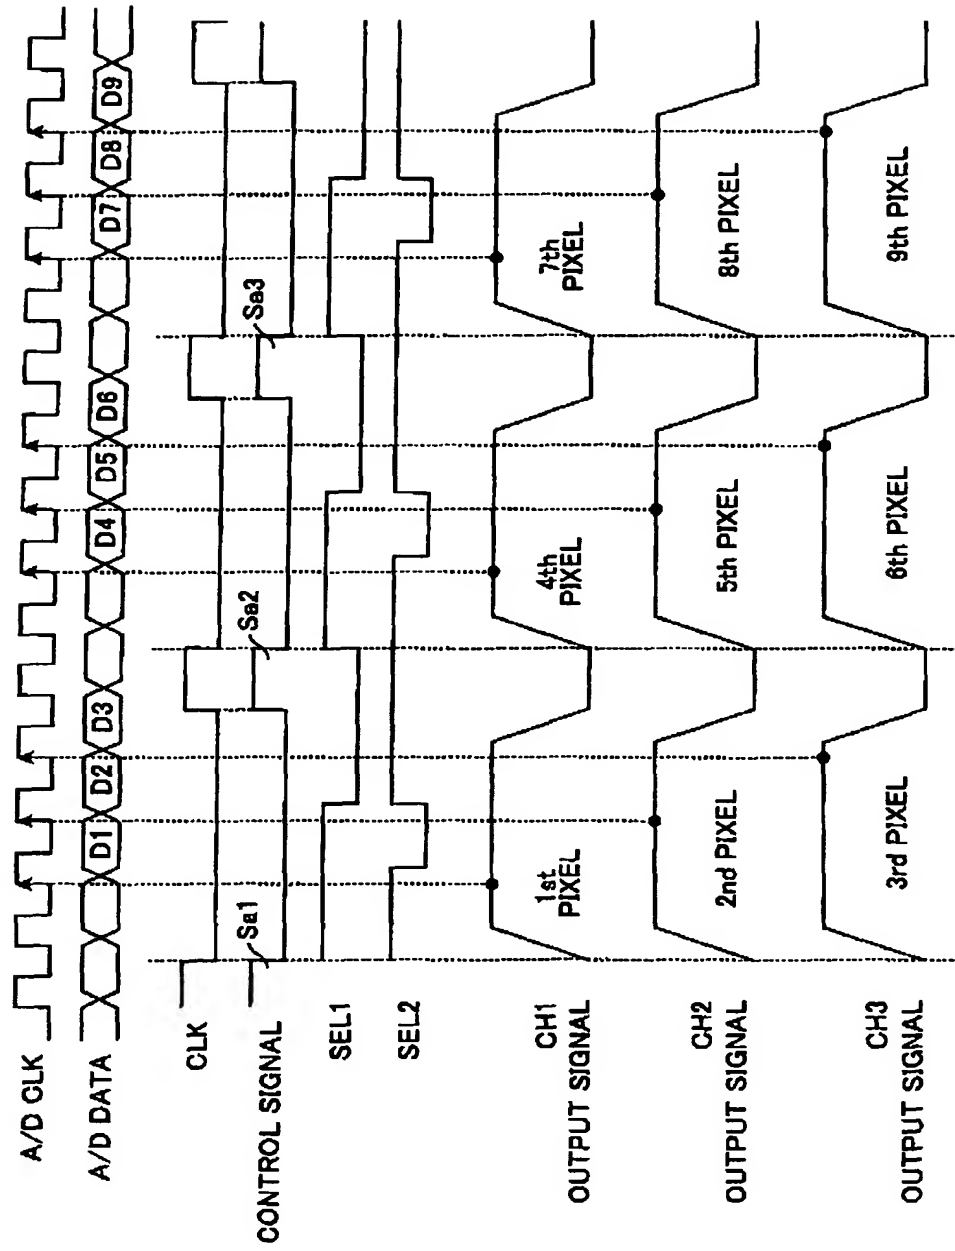 A/D CLK
A/D DATA
D1
D2
D3
D4
D5
D6
D7
D8
D9
CLK
CONTROL SIGNAL
Sa1
Sa2
Sa3
SEL1
SEL2
CH1
OUTPUT SIGNAL
1st
PIXEL
4th
PIXEL
7th
PIXEL
CH2
OUTPUT SIGNAL
2nd PIXEL
5th PIXEL
8th PIXEL
CH3
OUTPUT SIGNAL
3rd PIXEL
6th PIXEL
9th PIXEL